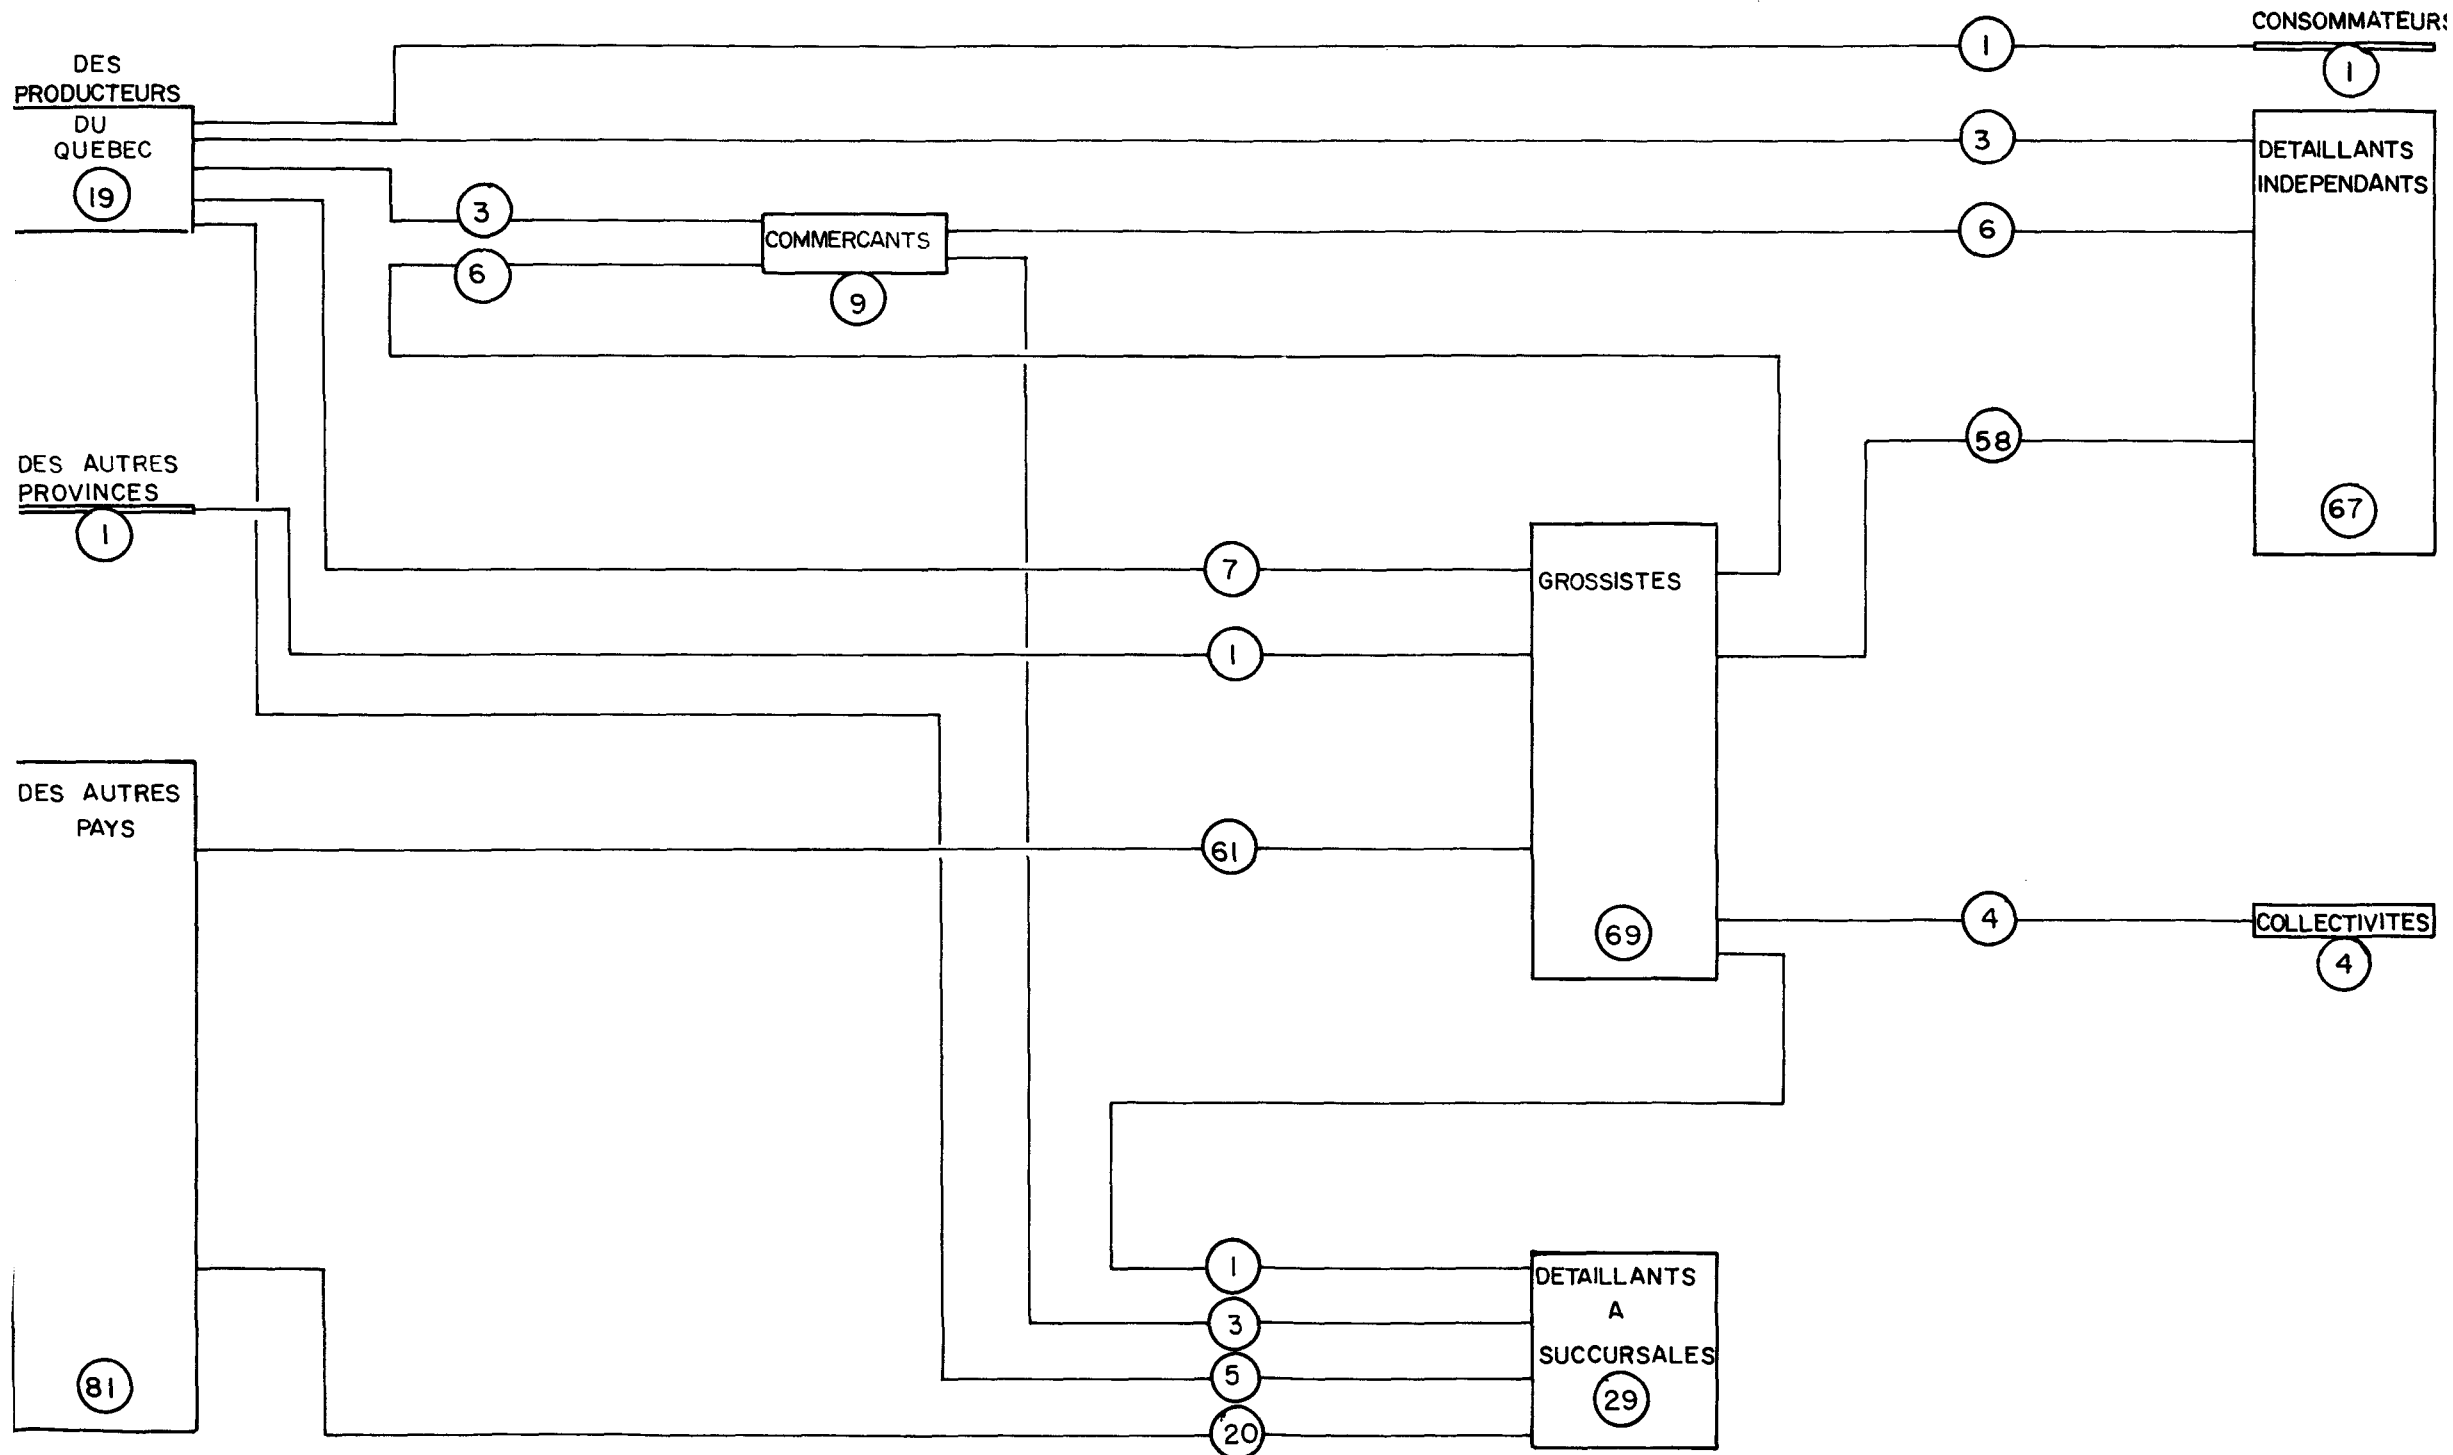 CONSOMMATEURS
1
1
DES
PRODUCTEURS
DU
QUEBEC
19
3
DETAILLANTS
INDEPENDANTS
3
6
COMMERCANTS
9
6
58
67
DES AUTRES
PROVINCES
1
7
GROSSISTES
1
DES AUTRES
PAYS
61
69
4
COLLECTIVITES
4
1
DETAILLANTS
A
SUCCURSALES
3
5
29
20
81